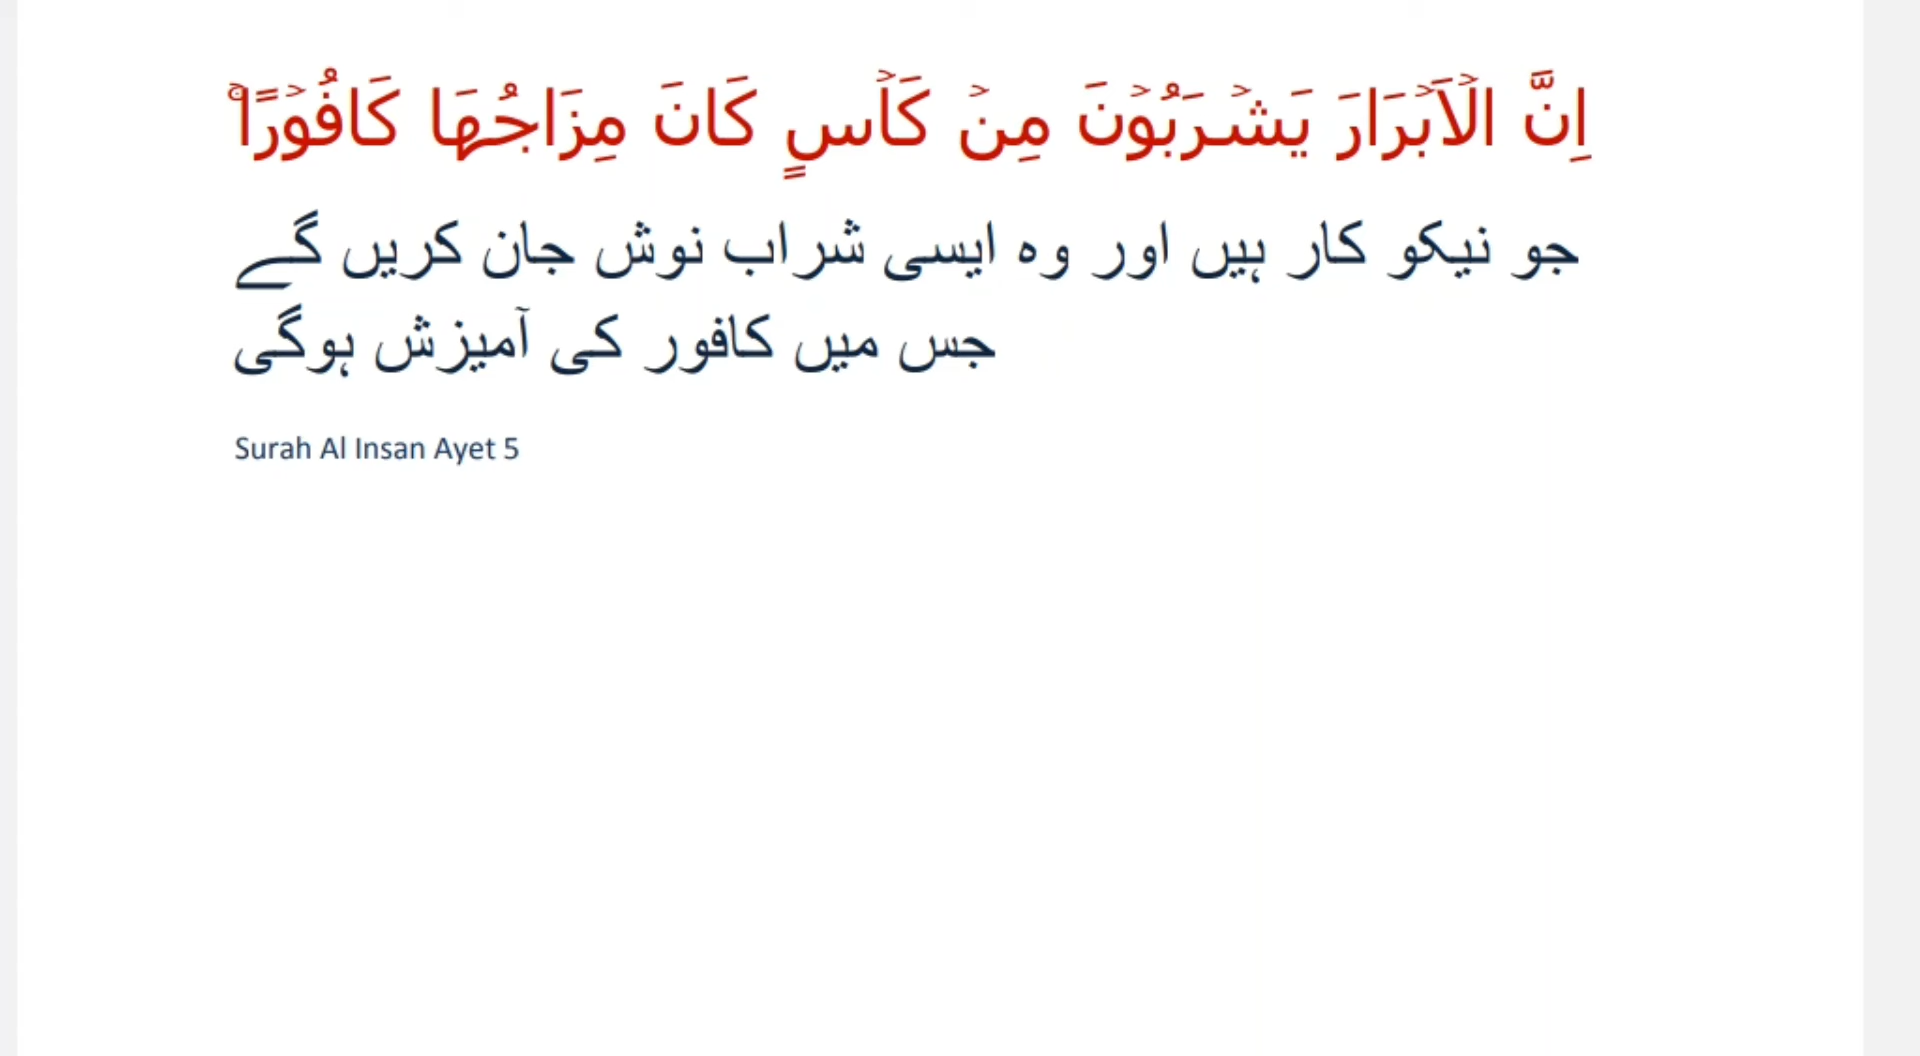 اِنَّ الۡاَبۡرَارَ يَشۡرَبُوۡنَ مِنۡ كَاۡسٍ كَانَ مِزَاجُهَا كَافُوۡرًا​ۚ
جو نیکو کار ہیں اور وہ ایسی شراب نوش جان کریں گے
جس میں کافور کی آمیزش ہوگی
Surah Al Insan Ayet 5